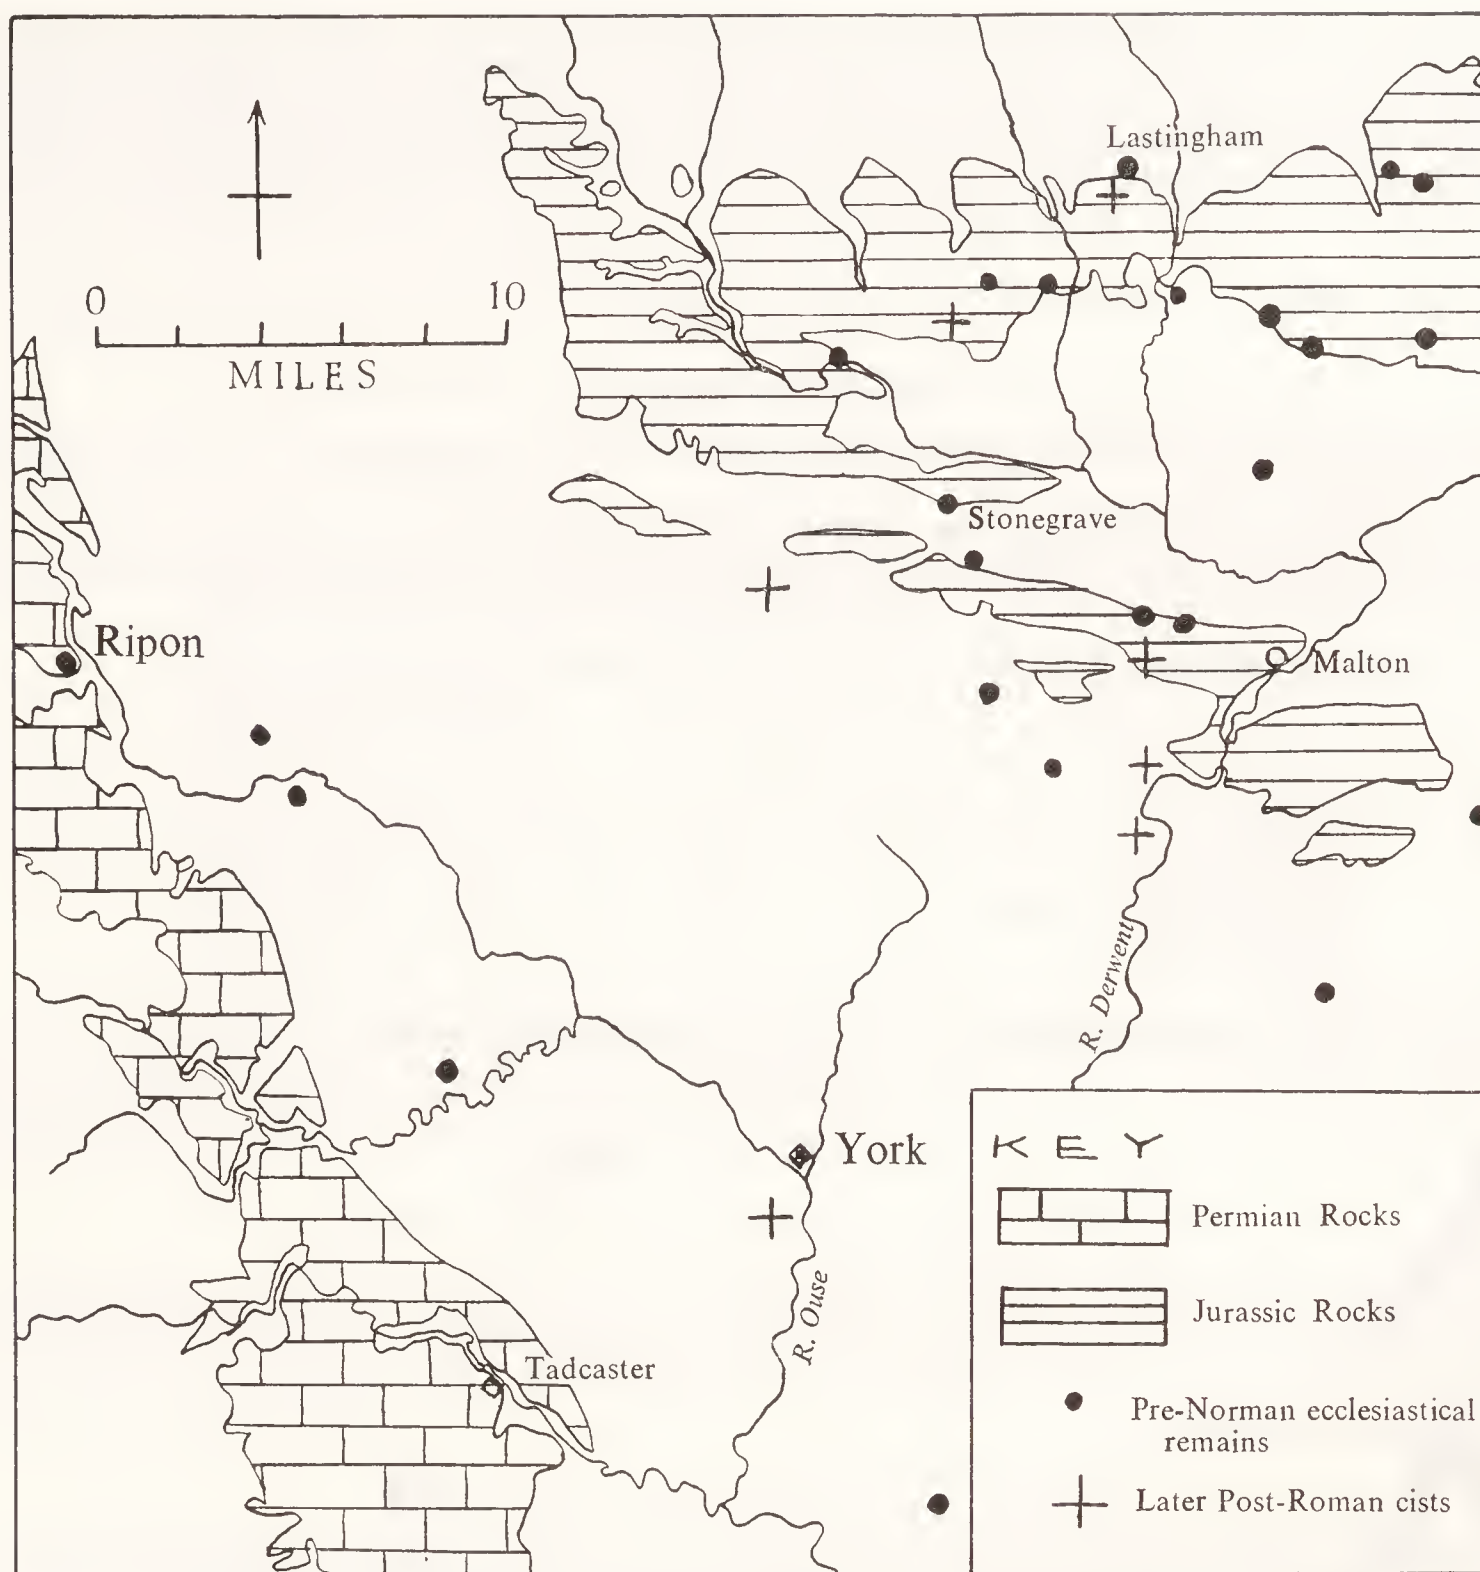 Lastingham
0 10
MILES
Stonegrave
Ripon
Malton
R. Derwent
York
R. Ouse
Tadcaster
KEY
Permian Rocks
Jurassic Rocks
Pre-Norman ecclesiastical
remains
Later Post-Roman cists